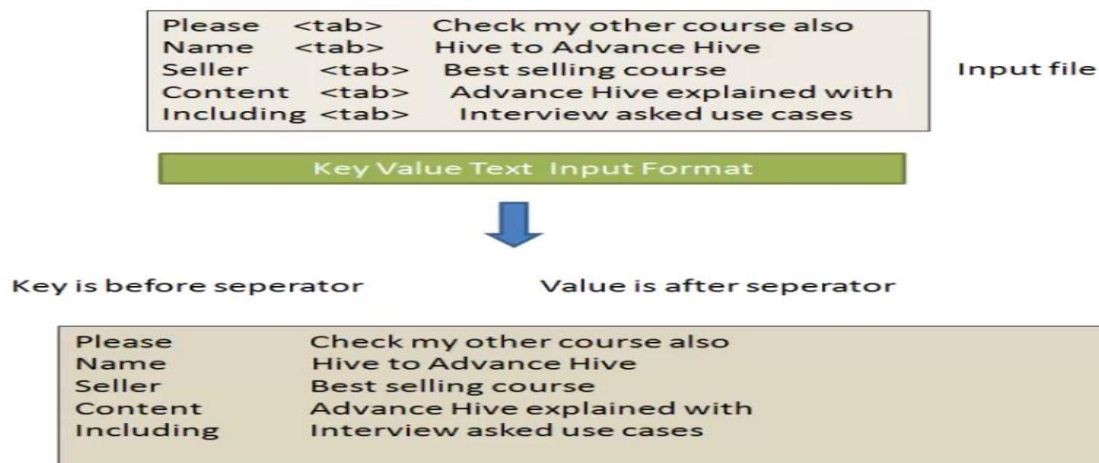 Please <tab> Check my other course also
Name <tab> Hive to Advance Hive
Seller <tab> Best selling course
Content <tab> Advance Hive explained with
Including <tab> Interview asked use cases
Input file
Key Value Text Input Format
Key is before seperator
Value is after seperator
Please Check my other course also
Name Hive to Advance Hive
Seller Best selling course
Content Advance Hive explained with
Including Interview asked use cases